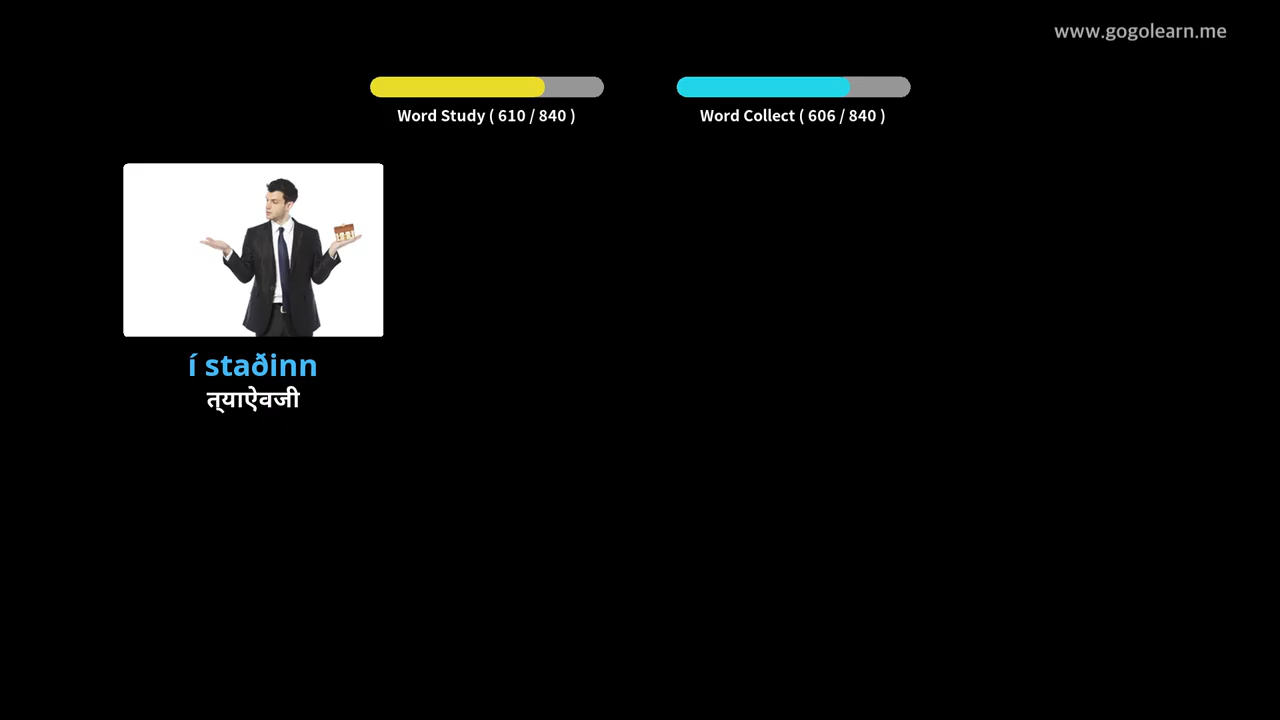 www.gogolearn.me
Word Study ( 610 / 840 )
Word Collect ( 606 / 840 )
í staðinn
त्याऐवजी